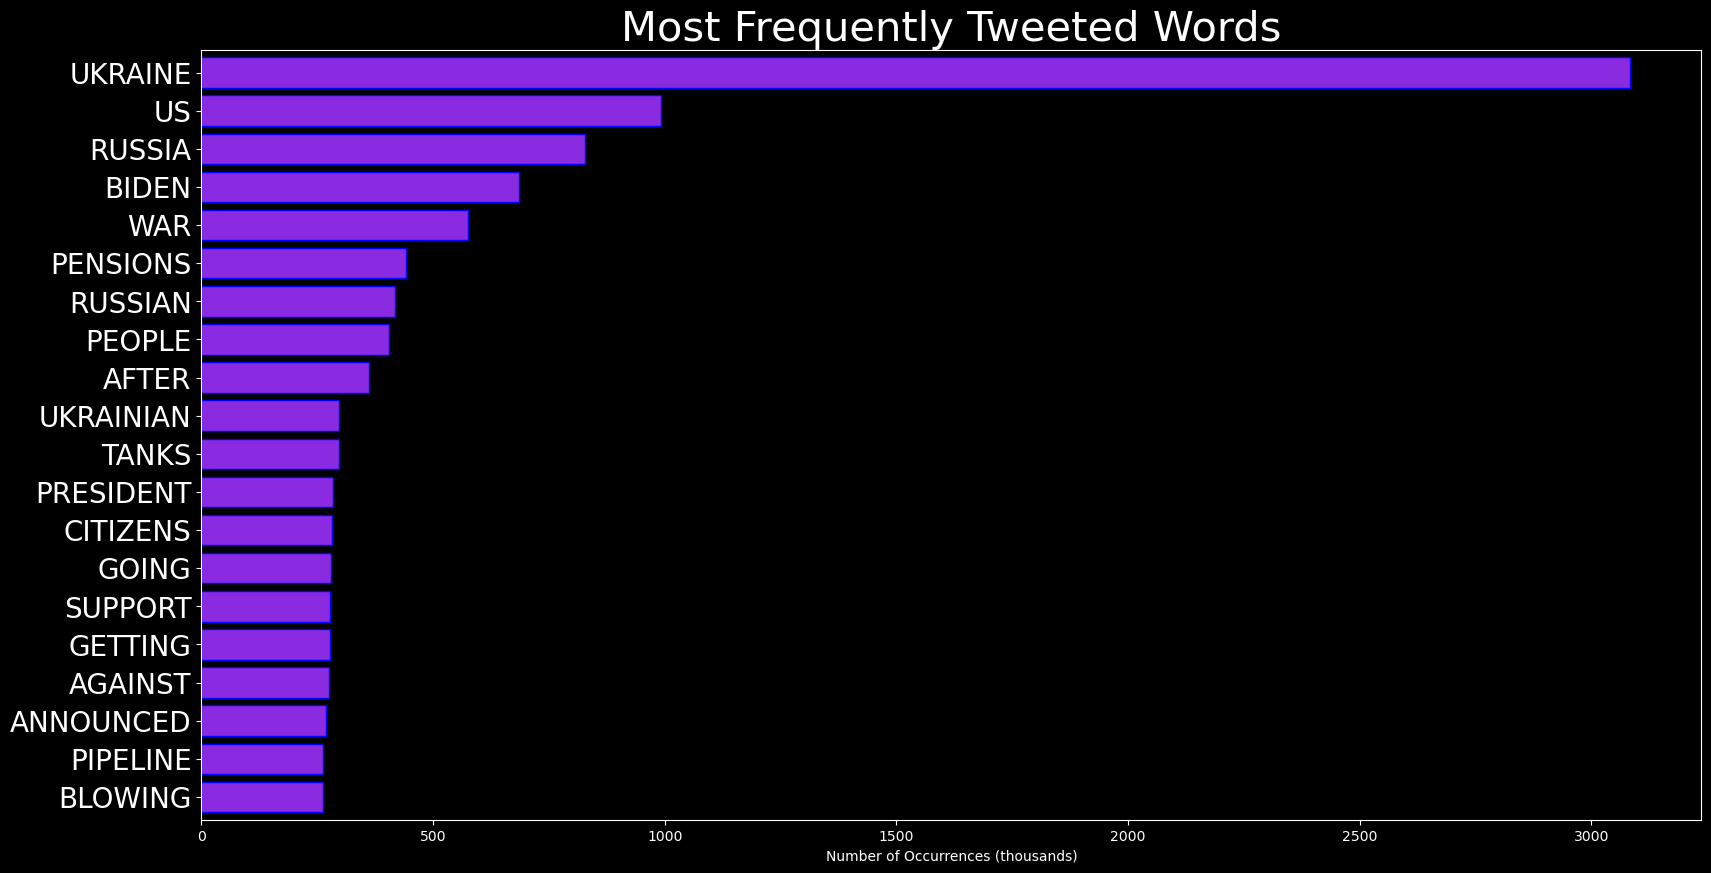 Most Frequently Tweeted Words
UKRAINE
US
RUSSIA
BIDEN
WAR
PENSIONS
RUSSIAN
PEOPLE
AFTER
UKRAINIAN
TANKS
PRESIDENT
CITIZENS
GOING
SUPPORT
GETTING
AGAINST
ANNOUNCED
PIPELINE
BLOWING
0 500 1000 1500 2000 2500 3000
Number of Occurrences (thousands)